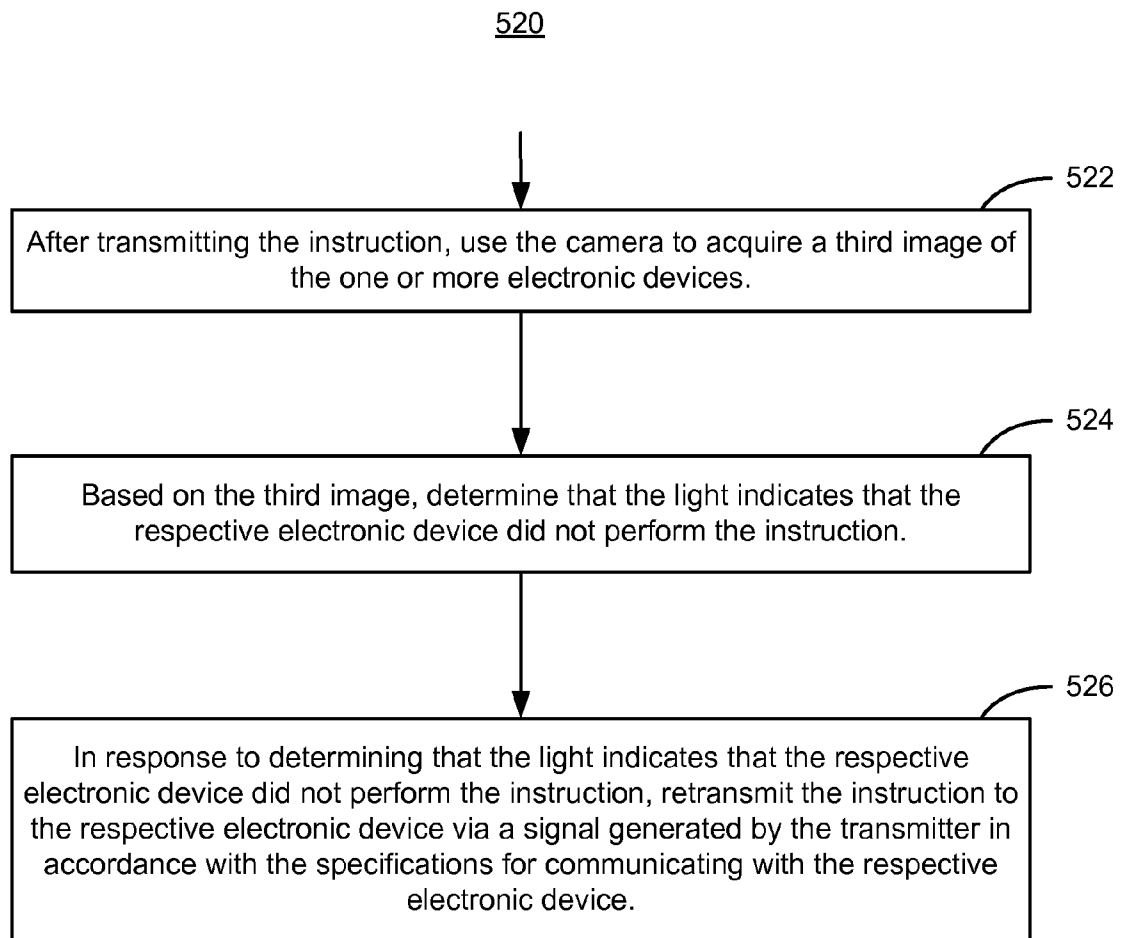 520
522
After transmitting the instruction, use the camera to acquire a third image of
the one or more electronic devices.
524
Based on the third image, determine that the light indicates that the
respective electronic device did not perform the instruction.
526
In response to determining that the light indicates that the respective
electronic device did not perform the instruction, retransmit the instruction to
the respective electronic device via a signal generated by the transmitter in
accordance with the specifications for communicating with the respective
electronic device.